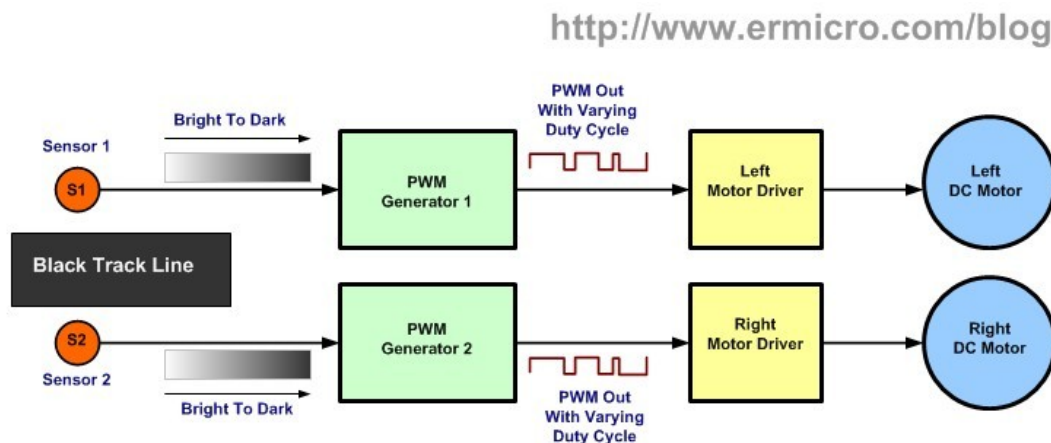 http://www.ermicro.com/blog
PWM Out
With Varying
Duty Cycle
Bright To Dark
Sensor 1
S1
PWM
Generator 1
Left
Motor Driver
Left
DC Motor
Black Track Line
S2
Sensor 2
Bright To Dark
PWM
Generator 2
PWM Out
With Varying
Duty Cycle
Right
Motor Driver
Right
DC Motor